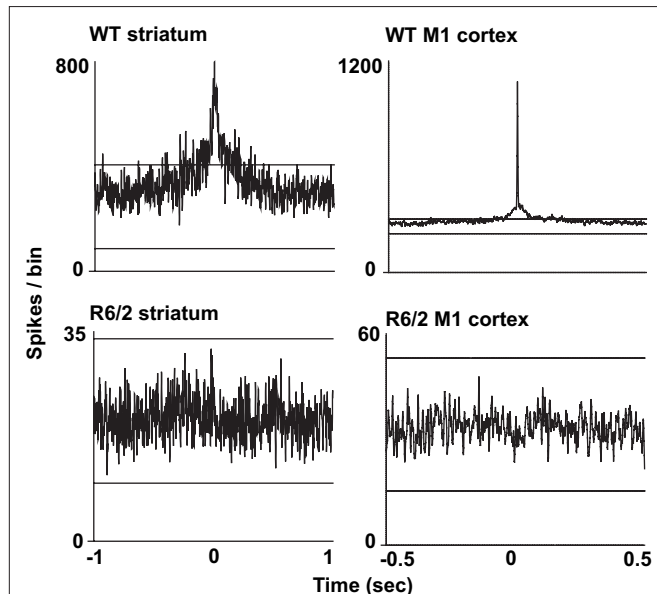 WT striatum
800
0
WT M1 cortex
1200
0
Spikes / bin
R6/2 striatum
35
0
-1
0
1
R6/2 M1 cortex
60
0
-0.5
0
0.5
Time (sec)